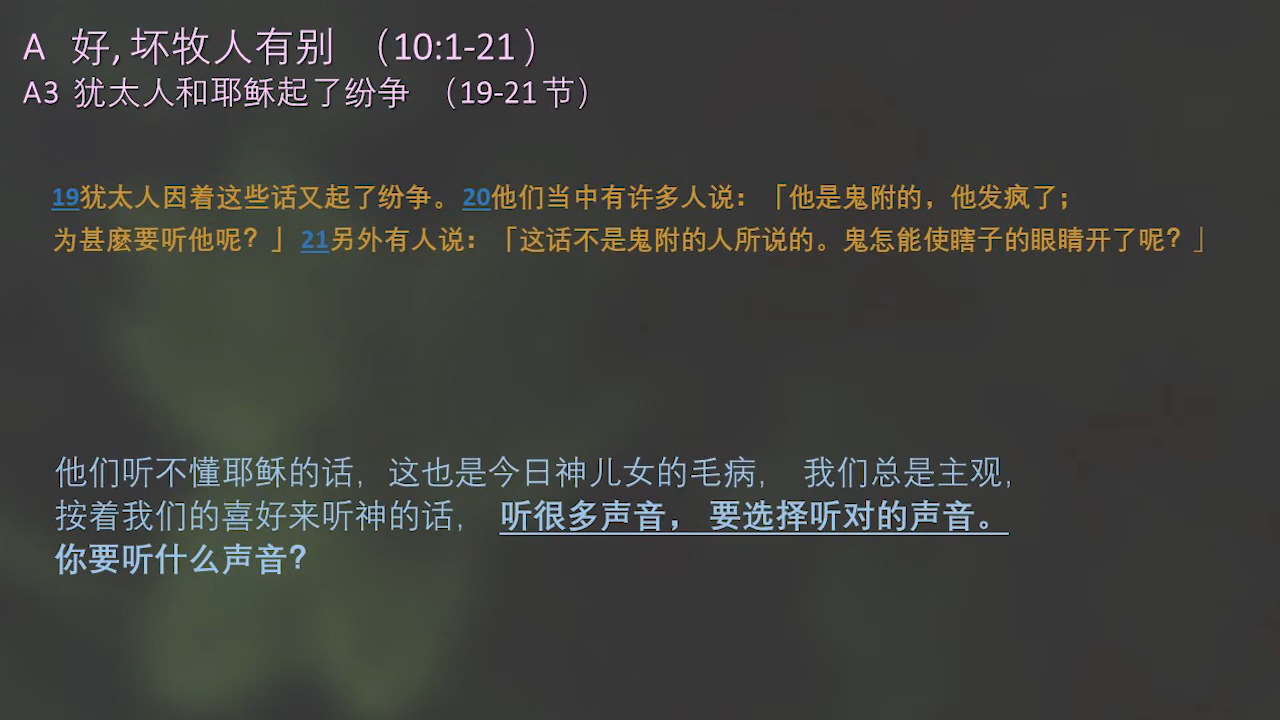 A 好, 坏牧人有别 （10:1-21）
A3 犹太人和耶稣起了纷争 （19-21 节）
19犹太人因着这些话又起了纷争。20他们当中有许多人说：「他是鬼附的，他发疯了；
为甚麽要听他呢？」21另外有人说：「这话不是鬼附的人所说的。鬼怎能使瞎子的眼睛开了呢？」
他们听不懂耶稣的话，这也是今日神儿女的毛病， 我们总是主观，
按着我们的喜好来听神的话， 听很多声音， 要选择听对的声音。
你要听什么声音？